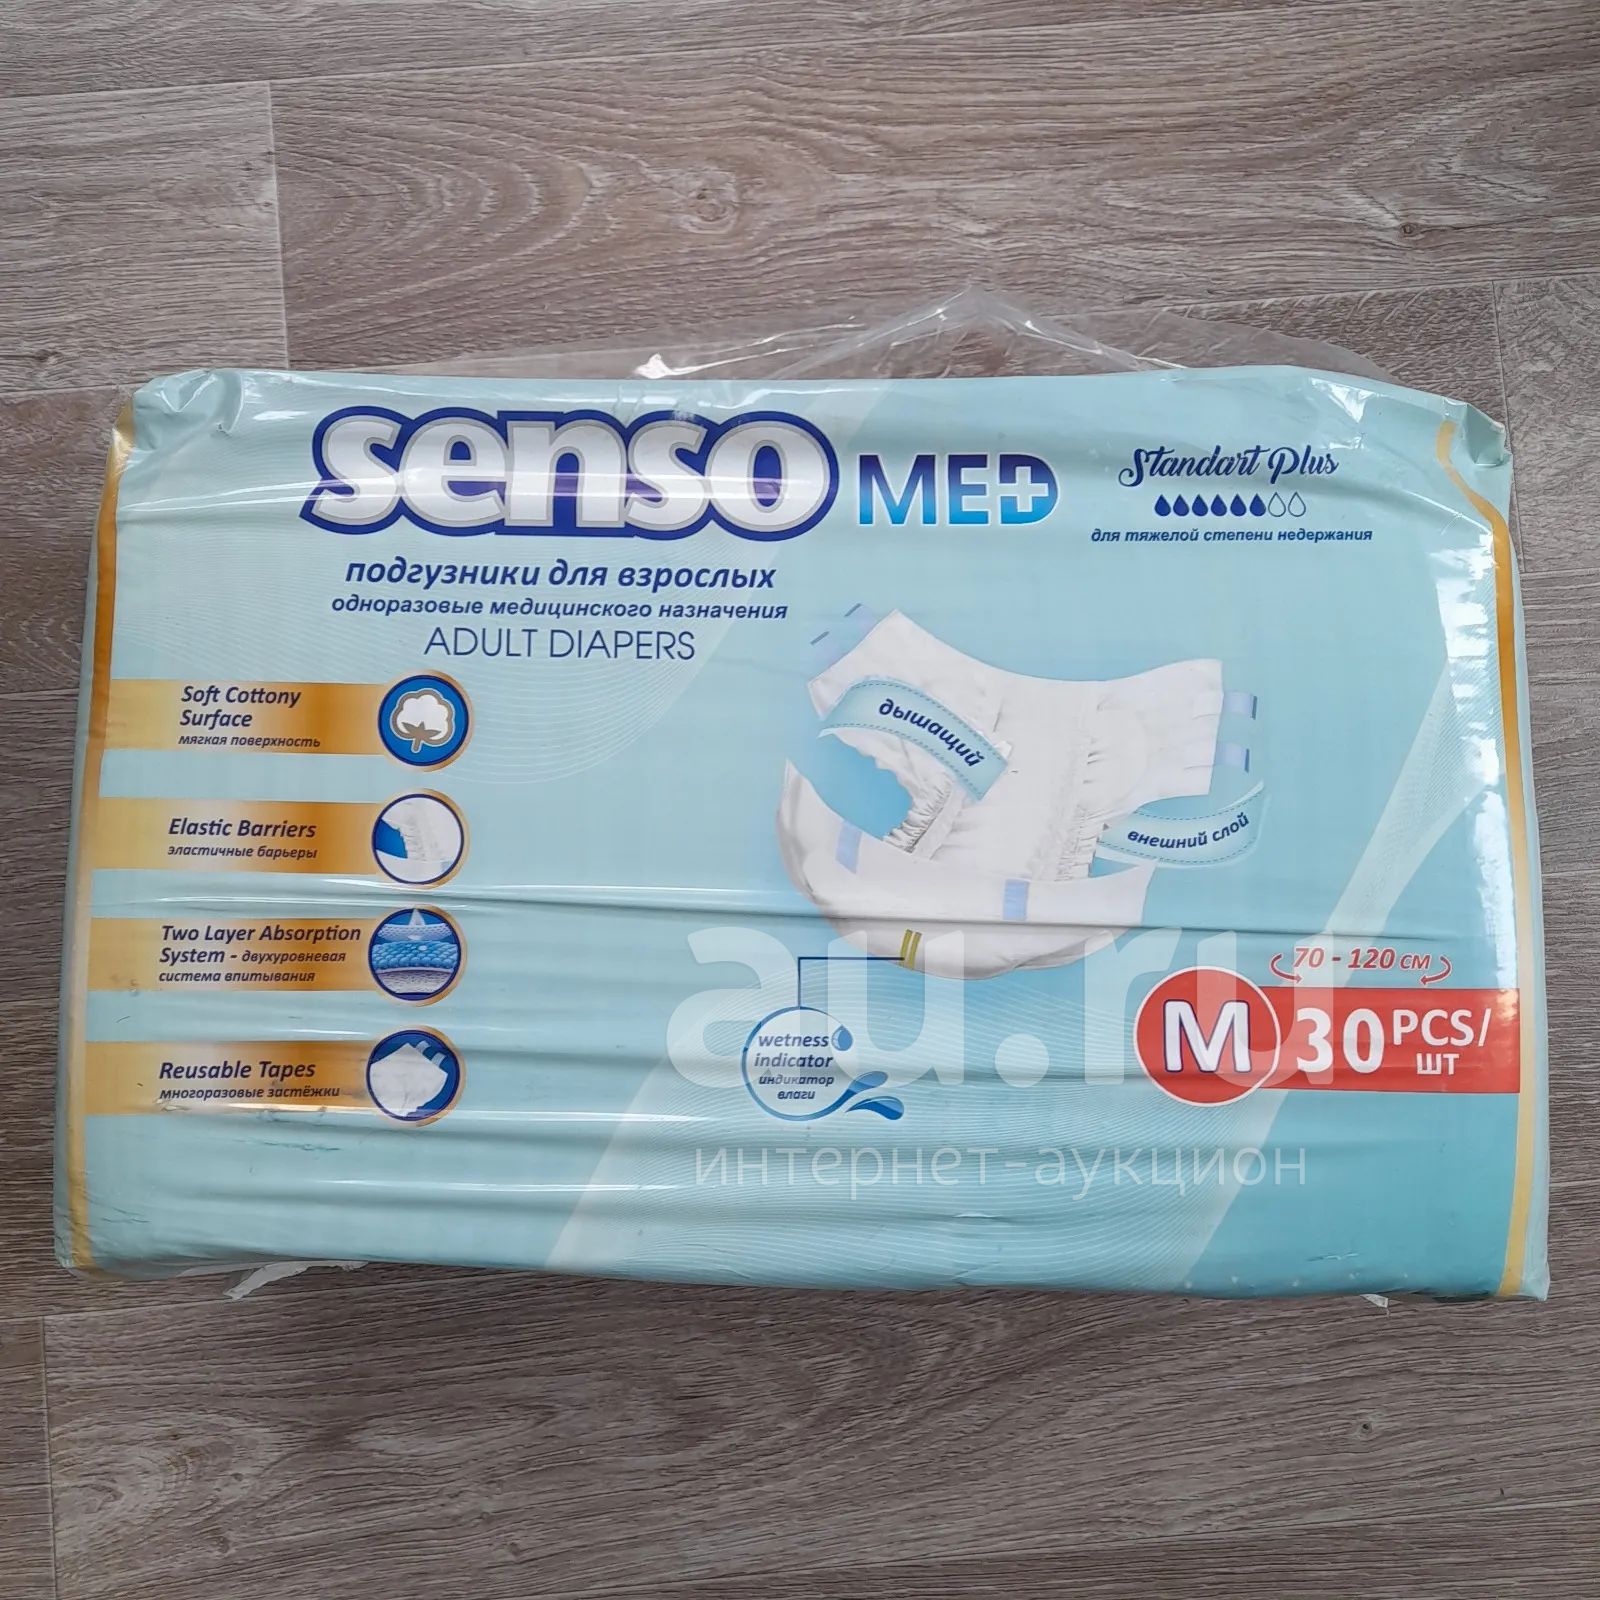 senso MED
Standart Plus
для тяжелой степени недержания
подгузники для взрослых
одноразовые медицинского назначения
ADULT DIAPERS
Soft Cottony
Surface
мягкая поверхность
Elastic Barriers
эластичные барьеры
Two Layer Absorption
System - двухуровневая
система впитывания
Reusable Tapes
многоразовые застёжки
дышащий
внешний слой
wetness
indicator
индикатор
влаги
70 - 120 см
M 30 PCS/
шт
au.ru
интернет-аукцион